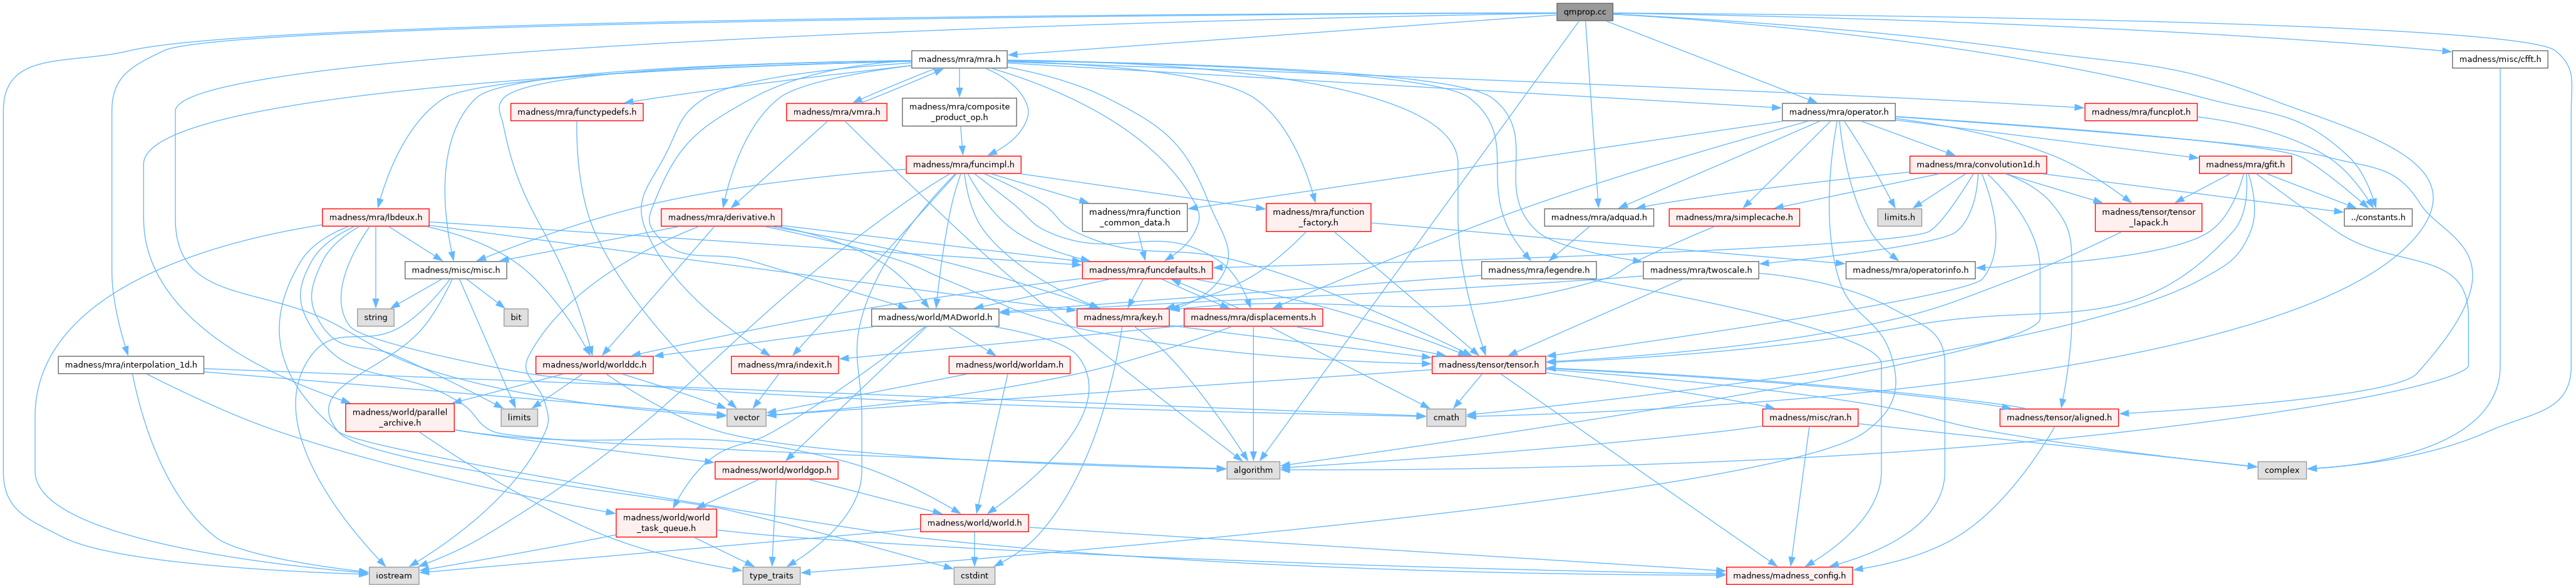 qmprop.cc
madness/mra/mra.h
madness/misc/cfft.h
madness/mra/functypedefs.h
madness/mra/vmra.h
madness/mra/composite
_product_op.h
madness/mra/operator.h
madness/mra/funcplot.h
madness/mra/funcimpl.h
madness/mra/convolution1d.h
madness/mra/gfit.h
madness/mra/lbdeux.h
madness/mra/derivative.h
madness/mra/function
_common_data.h
madness/mra/function
_factory.h
madness/mra/adquad.h
madness/mra/simplecache.h
limits.h
madness/tensor/tensor
_lapack.h
../constants.h
madness/misc/misc.h
madness/mra/funcdefaults.h
madness/mra/legendre.h
madness/mra/twoscale.h
madness/mra/operatorinfo.h
string
bit
madness/world/MADworld.h
madness/mra/key.h
madness/mra/displacements.h
madness/mra/interpolation_1d.h
madness/world/worlddc.h
madness/mra/indexit.h
madness/world/worldam.h
madness/tensor/tensor.h
madness/world/parallel
_archive.h
limits
vector
cmath
madness/misc/ran.h
madness/tensor/aligned.h
madness/world/worldgop.h
algorithm
complex
madness/world/world
_task_queue.h
madness/world/world.h
iostream
type_traits
cstdint
madness/madness_config.h